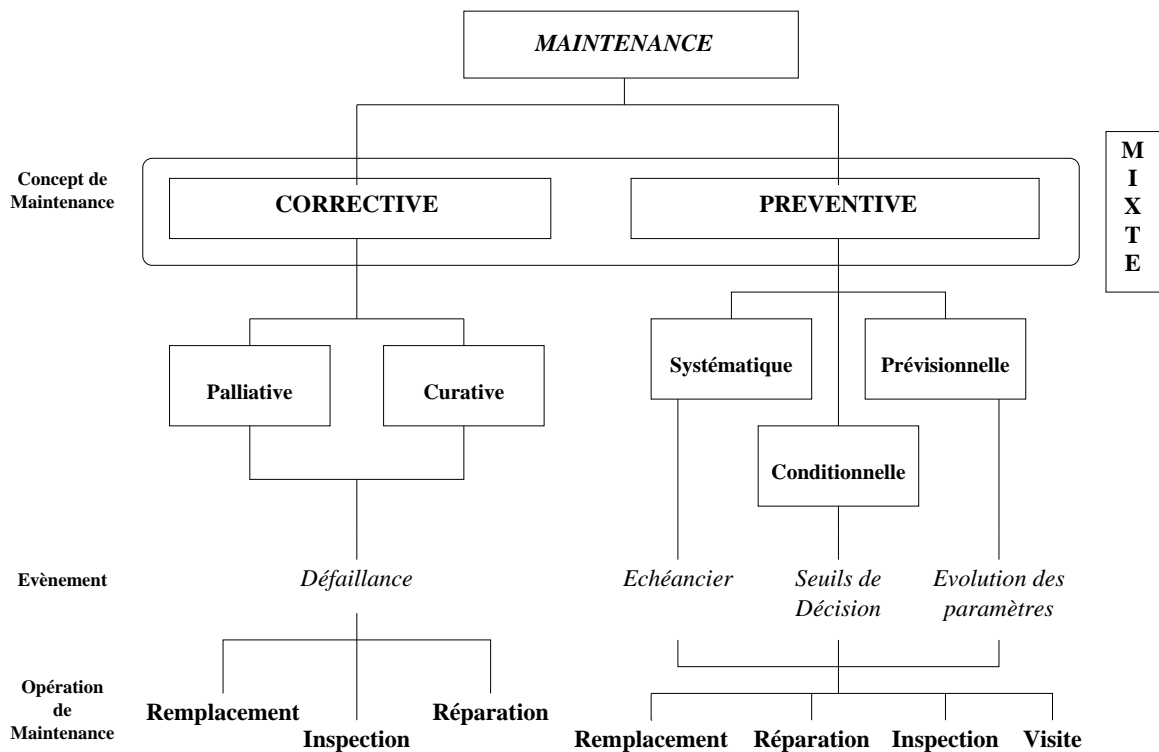 MAINTENANCE
M
I
X
T
E
Concept de
Maintenance
CORRECTIVE
PREVENTIVE
Systématique
Prévisionnelle
Palliative
Curative
Conditionnelle
Evènement
Défaillance
Echéancier
Seuils de
Décision
Evolution des
paramètres
Opération
de
Maintenance
Remplacement
Inspection
Réparation
Remplacement
Réparation
Inspection
Visite